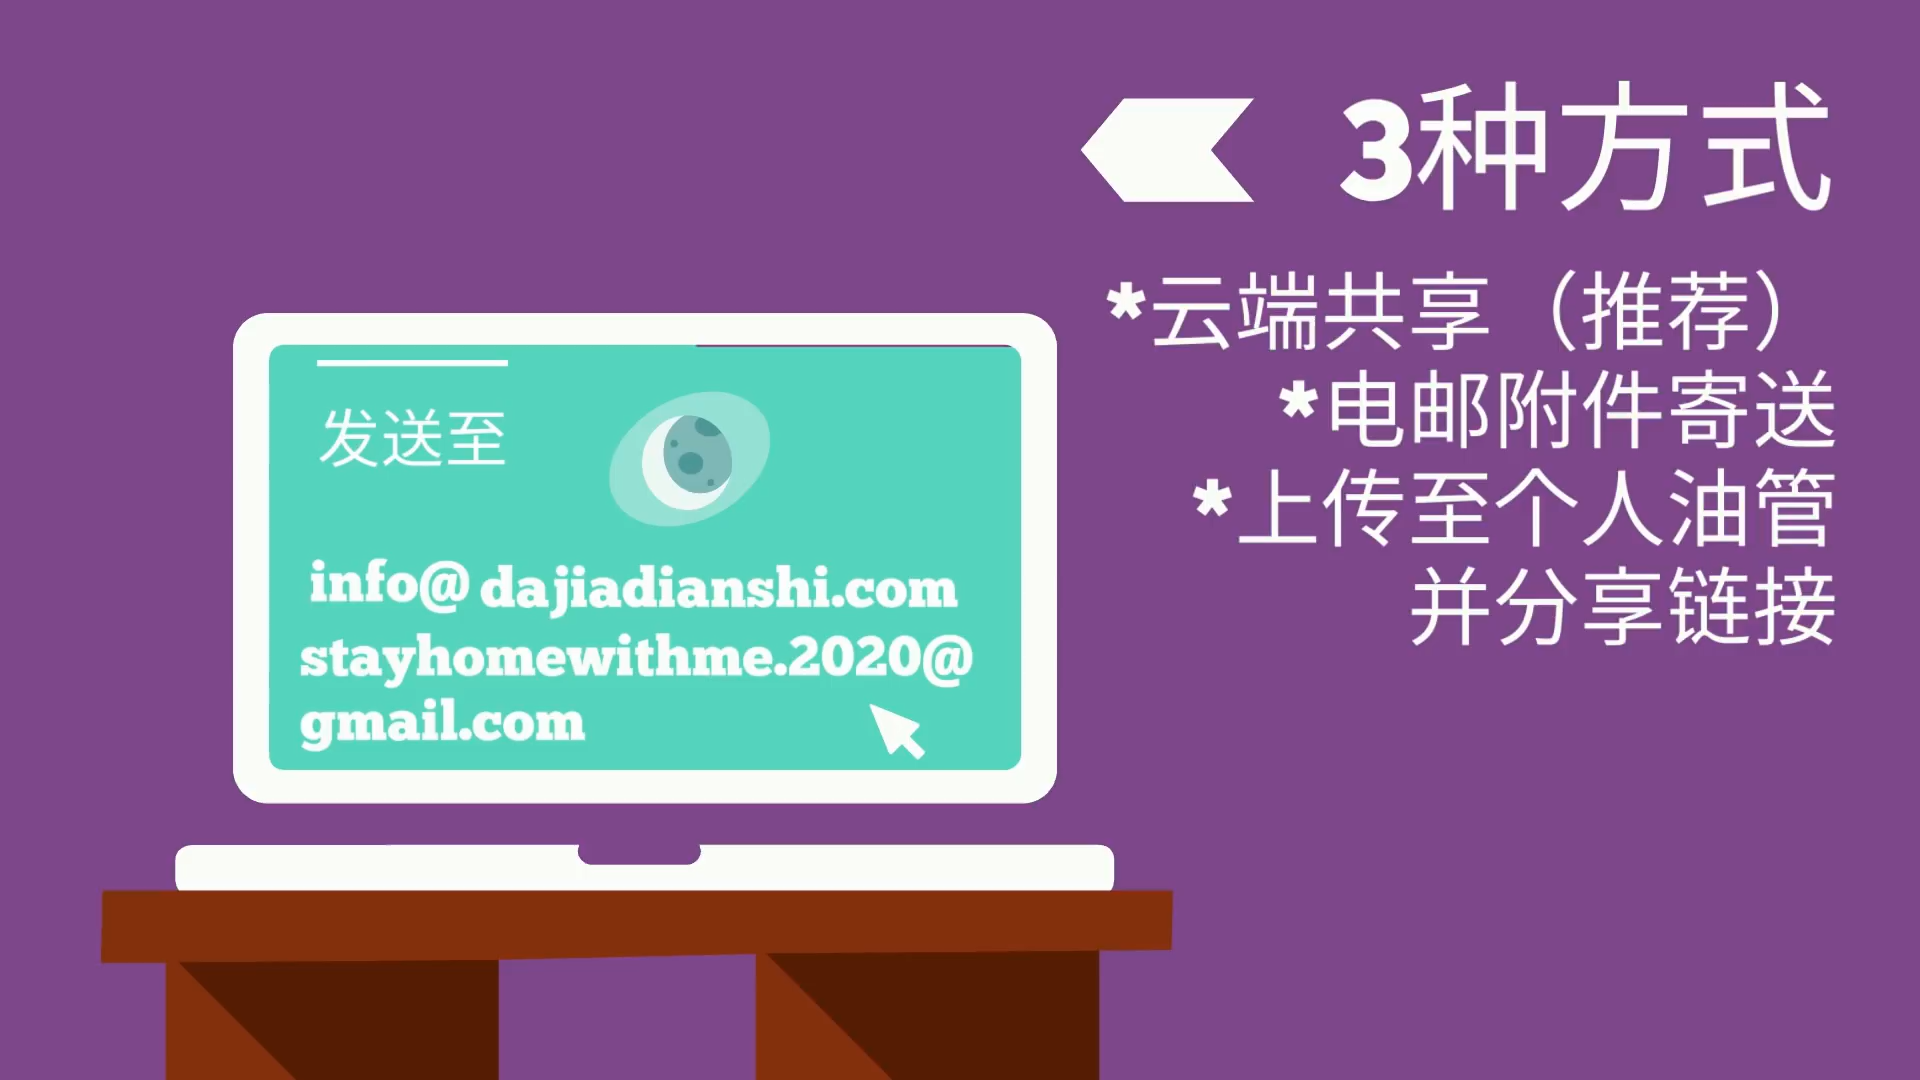 3种方式
*云端共享（推荐）
*电邮附件寄送
*上传至个人油管
并分享链接
发送至
info@dajiadianshi.com
stayhomewithme.2020@
gmail.com